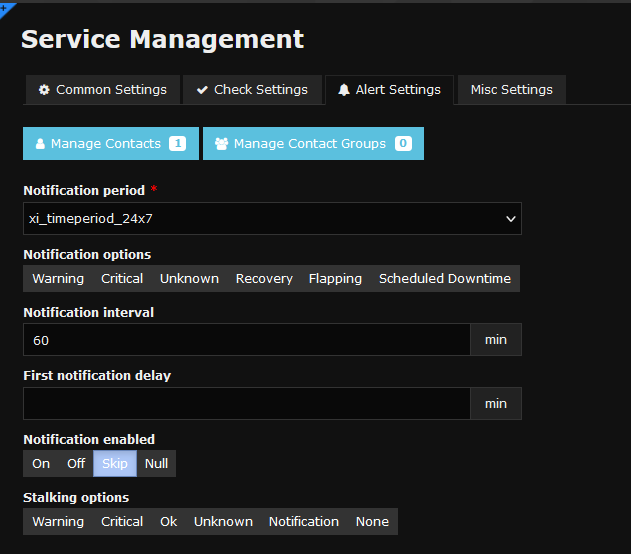 Service Management
Common Settings Check Settings Alert Settings Misc Settings
Manage Contacts 1 Manage Contact Groups 0
Notification period *
xi_timeperiod_24x7
Notification options
Warning Critical Unknown Recovery Flapping Scheduled Downtime
Notification interval
60 min
First notification delay
min
Notification enabled
On Off Skip Null
Stalking options
Warning Critical Ok Unknown Notification None